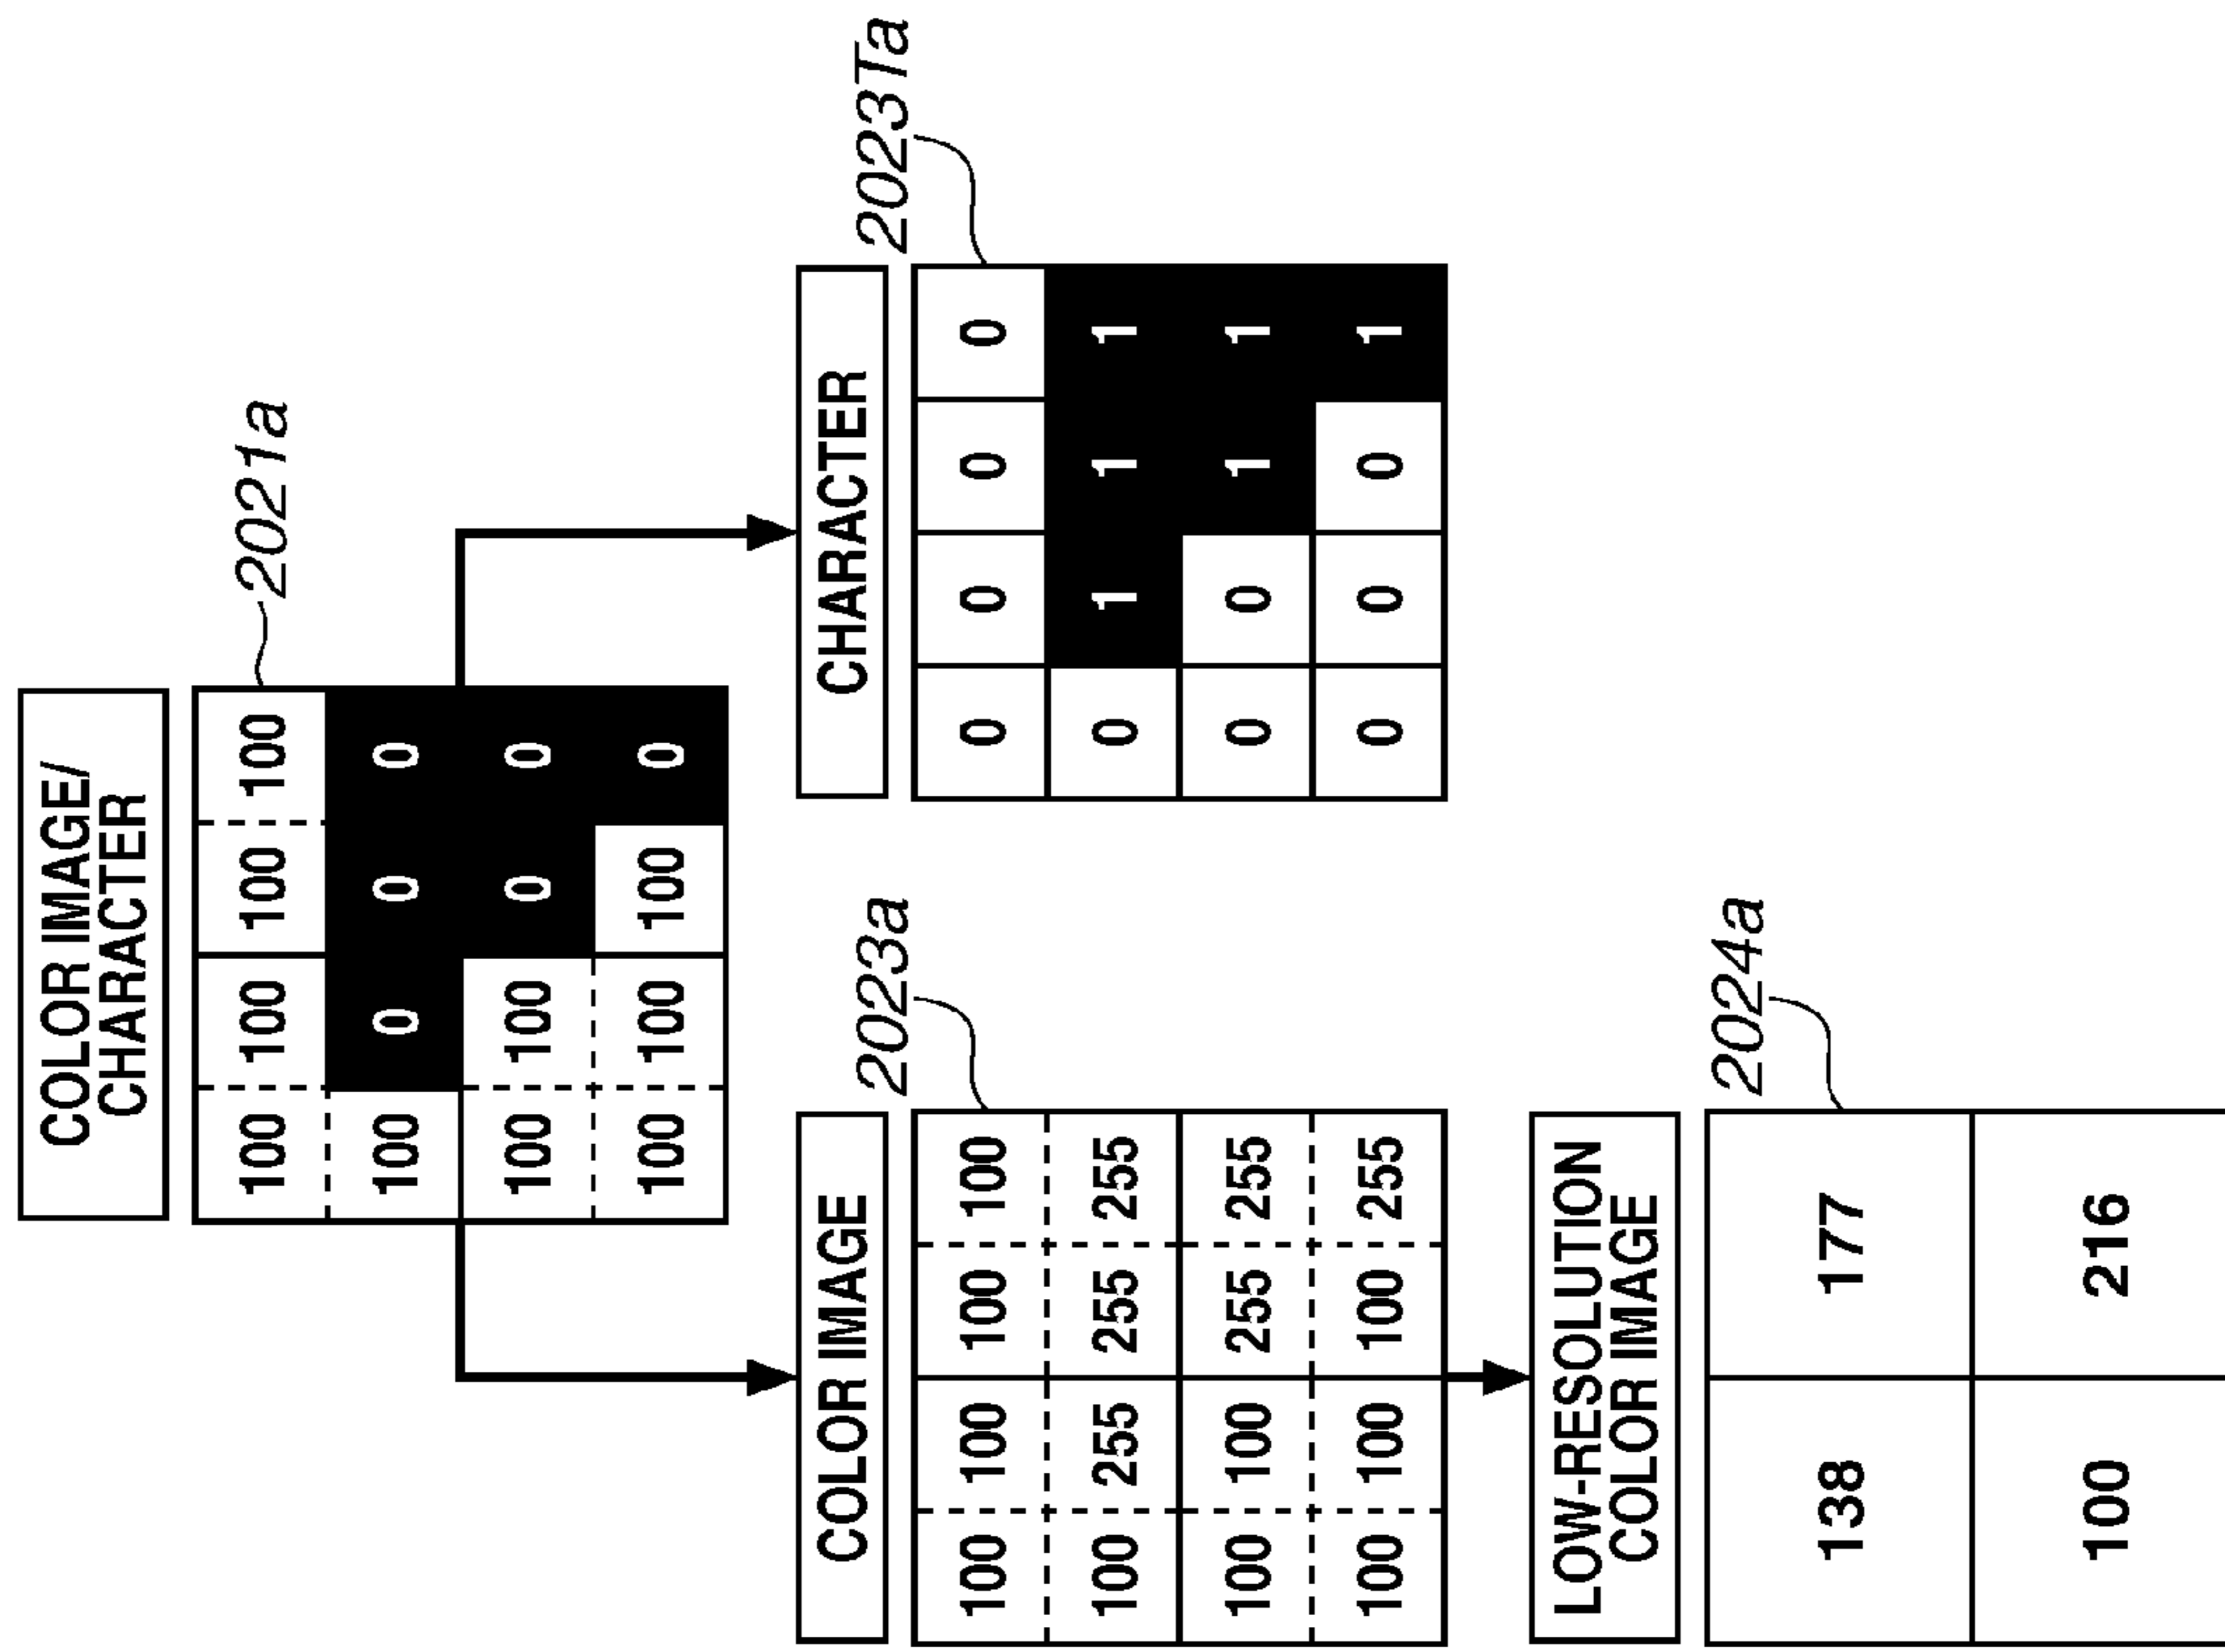 COLOR IMAGE/
CHARACTER
2021a
100 100 100 100
100 0 0 0
100 100 0 0
100 100 100 0
COLOR IMAGE
2023a
100 100 100 100
100 255 255 255
100 100 255 255
100 100 100 255
CHARACTER
2023Ta
0 0 0 0
0 1 1 1
0 0 1 1
0 0 0 1
LOW-RESOLUTION
COLOR IMAGE
2024a
138 177
100 216